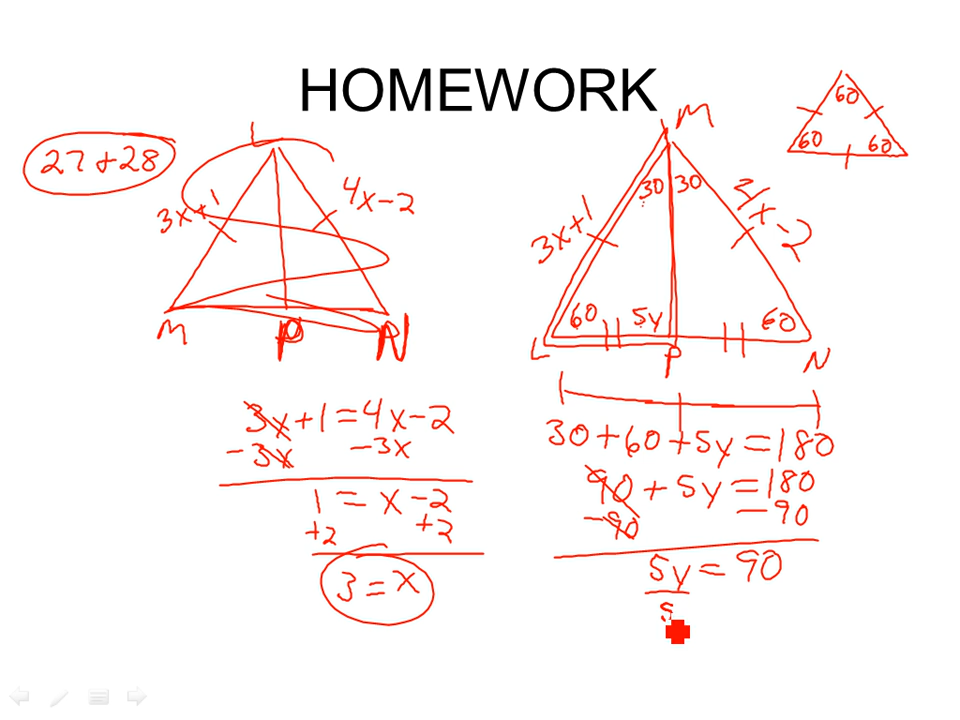 HOMEWORK
27+28
L
3x+1
4x-2
M
P
N
3x+1=4x-2
-3x -3x
1=x-2
+2 +2
3=x
M
30 30
3x+1
4x-2
60
5y
60
L
P
N
30+60+5y=180
90+5y=180
-90 -90
5y=90
5
60
60
60